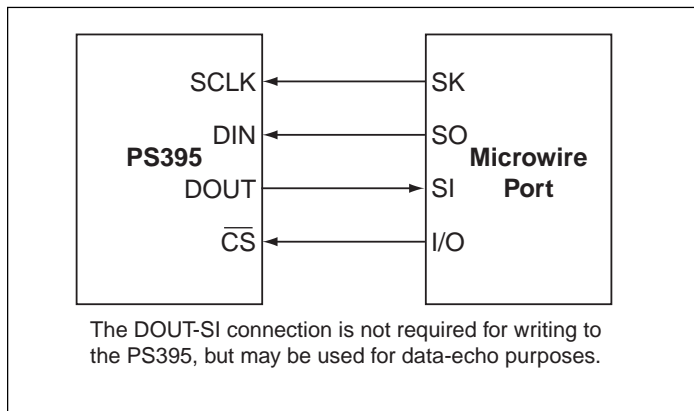 SCLK
SK
DIN
SO
PS395
Microwire
Port
DOUT
SI
C̅S̅
I/O
The DOUT-SI connection is not required for writing to
the PS395, but may be used for data-echo purposes.